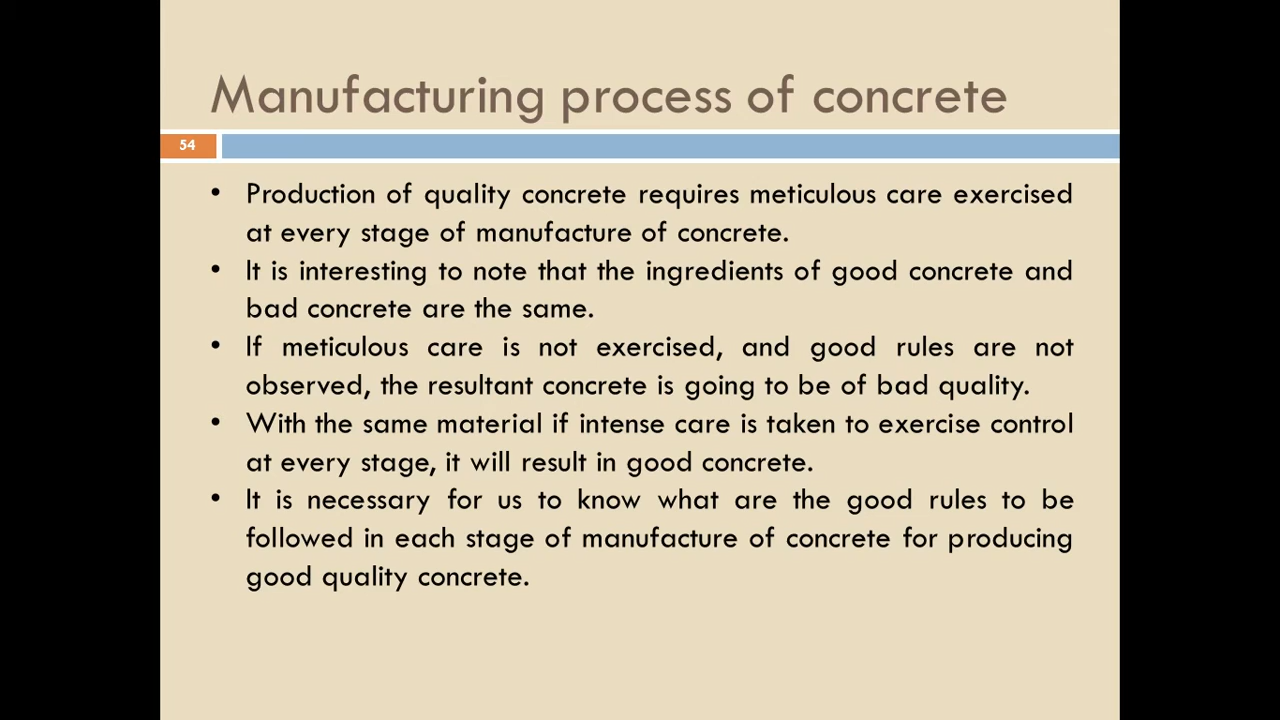 Manufacturing process of concrete
54
• Production of quality concrete requires meticulous care exercised
at every stage of manufacture of concrete.
• It is interesting to note that the ingredients of good concrete and
bad concrete are the same.
• If meticulous care is not exercised, and good rules are not
observed, the resultant concrete is going to be of bad quality.
• With the same material if intense care is taken to exercise control
at every stage, it will result in good concrete.
• It is necessary for us to know what are the good rules to be
followed in each stage of manufacture of concrete for producing
good quality concrete.